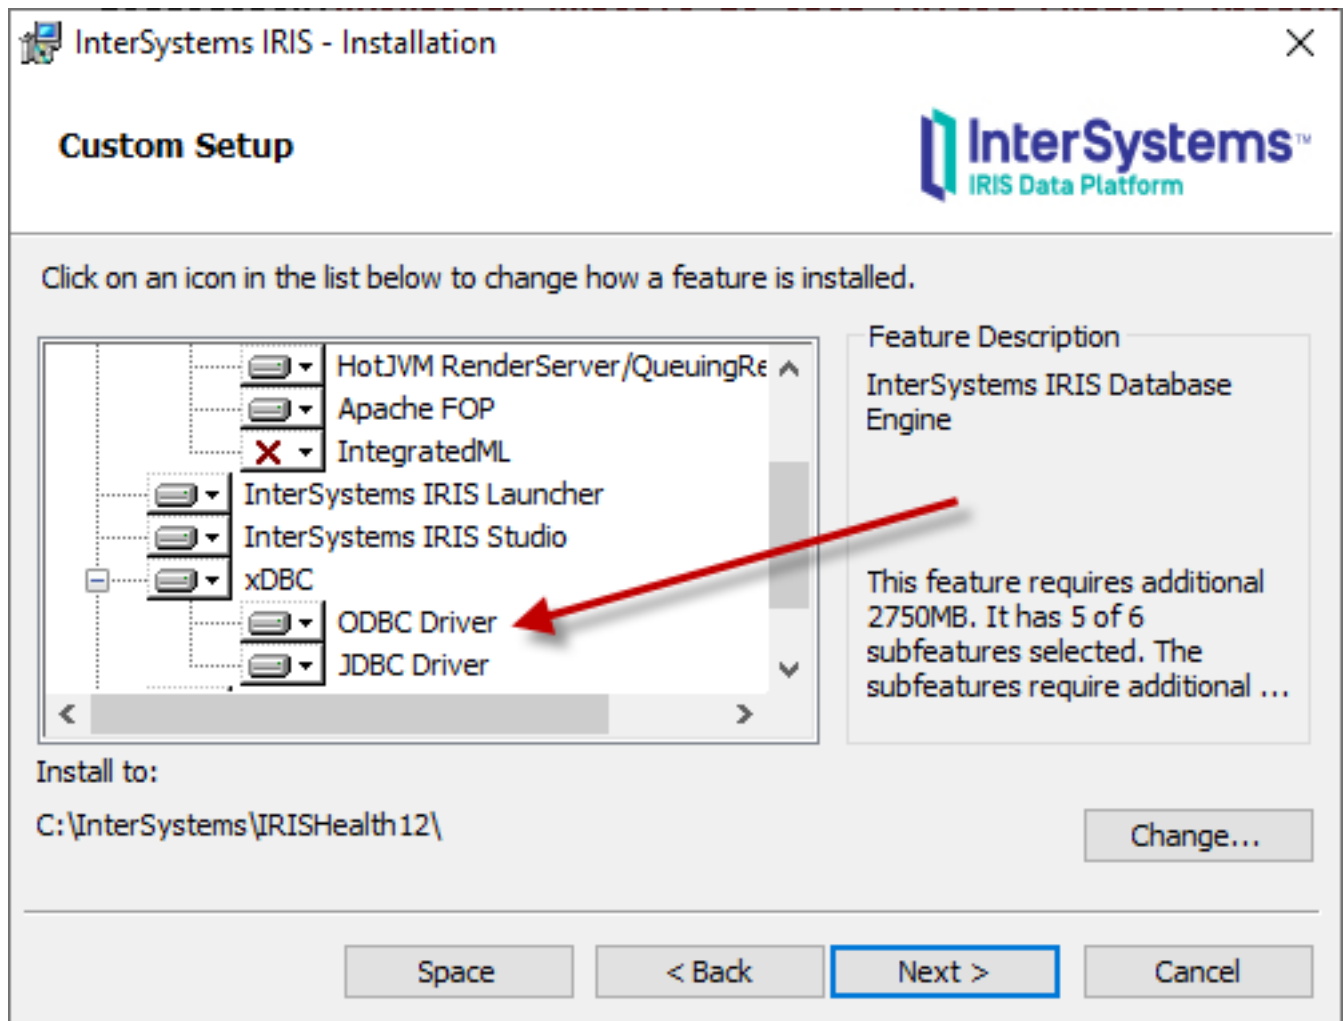 InterSystems IRIS - Installation
Custom Setup
InterSystems™
IRIS Data Platform
Click on an icon in the list below to change how a feature is installed.
HotJVM RenderServer/QueuingRe
Apache FOP
IntegratedML
InterSystems IRIS Launcher
InterSystems IRIS Studio
xDBC
ODBC Driver
JDBC Driver
Feature Description
InterSystems IRIS Database
Engine
This feature requires additional
2750MB. It has 5 of 6
subfeatures selected. The
subfeatures require additional ...
Install to:
C:\InterSystems\IRISHealth12\
Change...
Space
< Back
Next >
Cancel